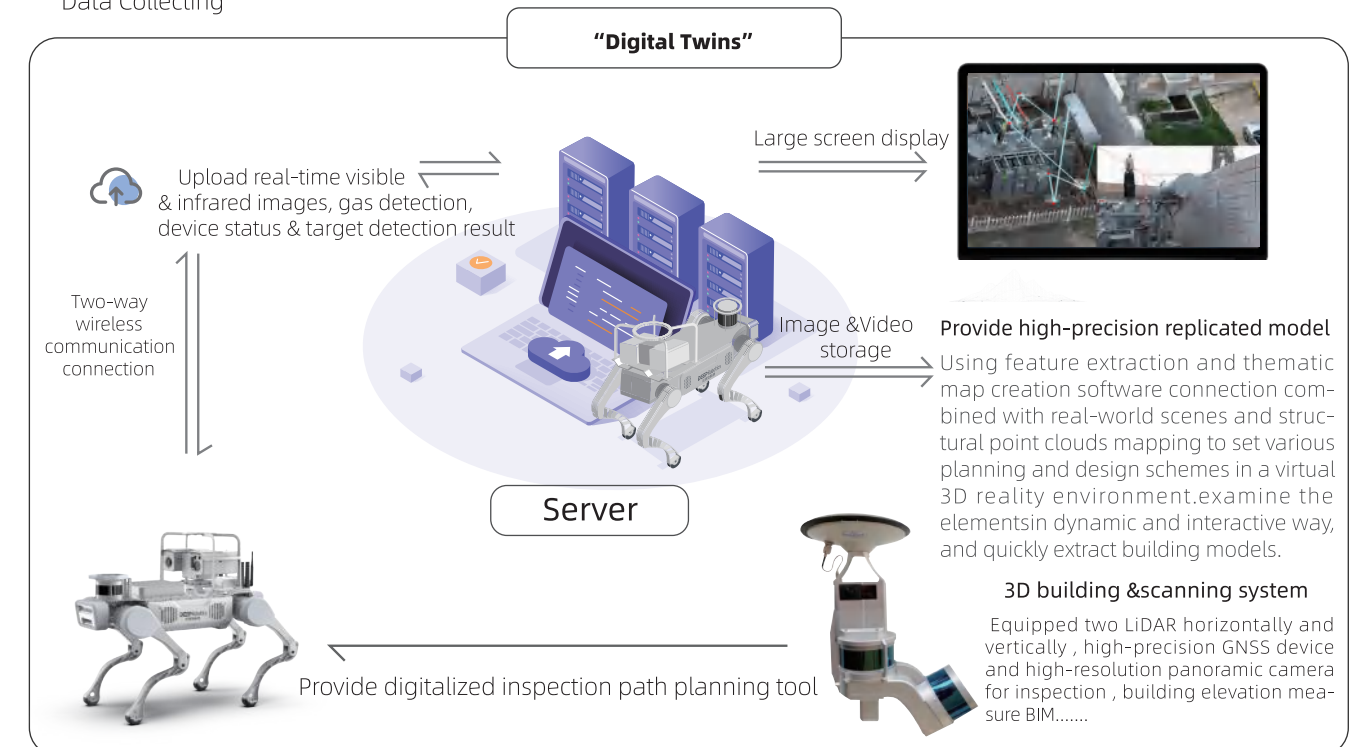 Data Collecting
“Digital Twins”
Large screen display
Upload real-time visible
& infrared images, gas detection,
device status & target detection result
Two-way
wireless
communication
connection
Image &Video
storage
Provide high-precision replicated model
Using feature extraction and thematic
map creation software connection com-
bined with real-world scenes and struc-
tural point clouds mapping to set various
planning and design schemes in a virtual
3D reality environment.examine the
elementsin dynamic and interactive way,
and quickly extract building models.
Server
3D building &scanning system
Equipped two LiDAR horizontally and
vertically , high-precision GNSS device
and high-resolution panoramic camera
for inspection , building elevation mea-
sure BIM.......
Provide digitalized inspection path planning tool